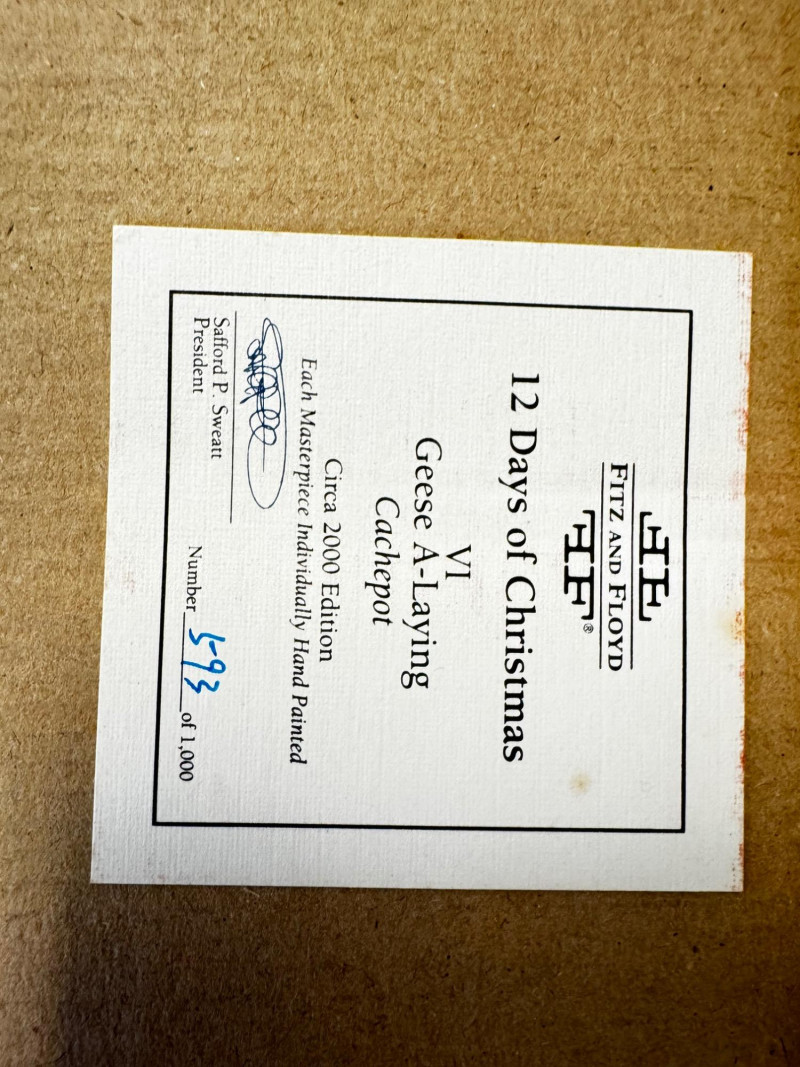 FITZ AND FLOYD
FF®
12 Days of Christmas
VI
Geese A-Laying
Cachepot
Circa 2000 Edition
Each Masterpiece Individually Hand Painted
Safford P. Sweatt
President
Number 593 of 1,000